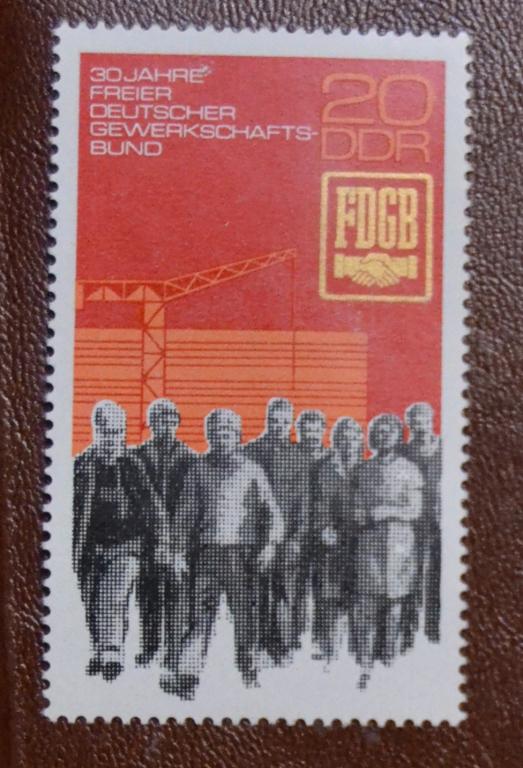 30 JAHRE
FREIER
DEUTSCHER
GEWERKSCHAFTS-
BUND
20
DDR
FDGB